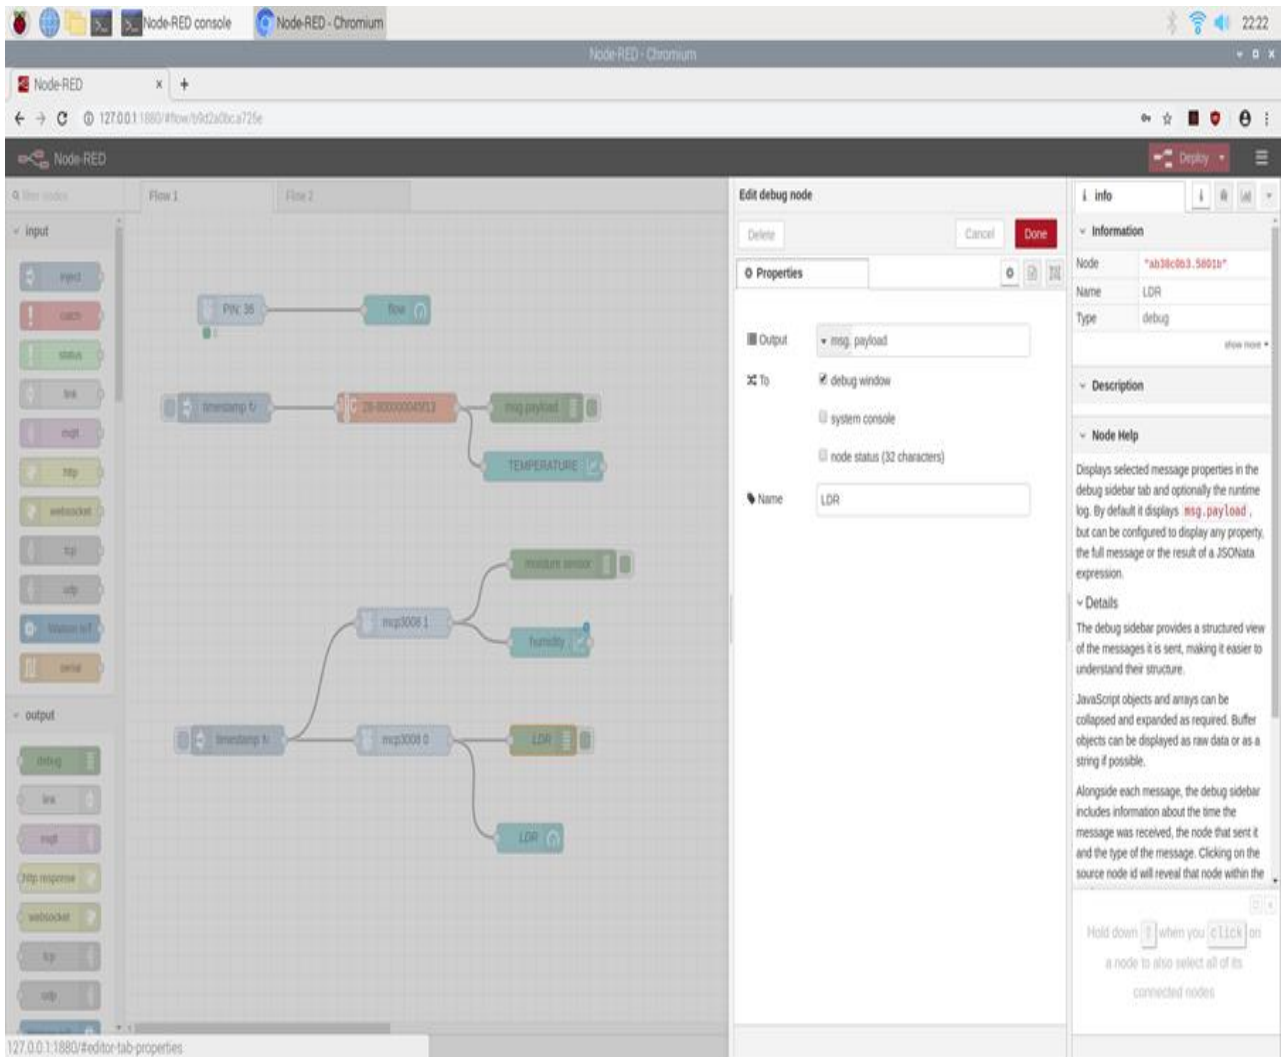 Node-RED console
Node-RED - Chromium
22:22
Node-RED - Chromium
Node-RED
127.0.0.1:1880/#flow/b9d2a0bc.a726e
Node-RED
Deploy
filter nodes
Flow 1
Flow 2
input
inject
catch
status
link
mqtt
http
websocket
tcp
udp
Watson IoT
serial
output
debug
link
mqtt
http response
websocket
tcp
udp
PIN: 36
flow
timestamp ↻
msg.payload
TEMPERATURE
moisture sensor
mcp3008 1
humidity
timestamp ↻
mcp3008 0
LDR
LDR
Edit debug node
Delete
Cancel
Done
Properties
Output
msg. payload
To
debug window
system console
node status (32 characters)
Name
LDR
i info
i
Information
Node
"ab38c0b3.5801b"
Name
LDR
Type
debug
show more
Description
Node Help
Displays selected message properties in the
debug sidebar tab and optionally the runtime
log. By default it displays msg.payload ,
but can be configured to display any property,
the full message or the result of a JSONata
expression.
Details
The debug sidebar provides a structured view
of the messages it is sent, making it easier to
understand their structure.
JavaScript objects and arrays can be
collapsed and expanded as required. Buffer
objects can be displayed as raw data or as a
string if possible.
Alongside each message, the debug sidebar
includes information about the time the
message was received, the node that sent it
and the type of the message. Clicking on the
source node id will reveal that node within the
Hold down ⇧ when you click on
a node to also select all of its
connected nodes
127.0.0.1:1880/#editor-tab-properties